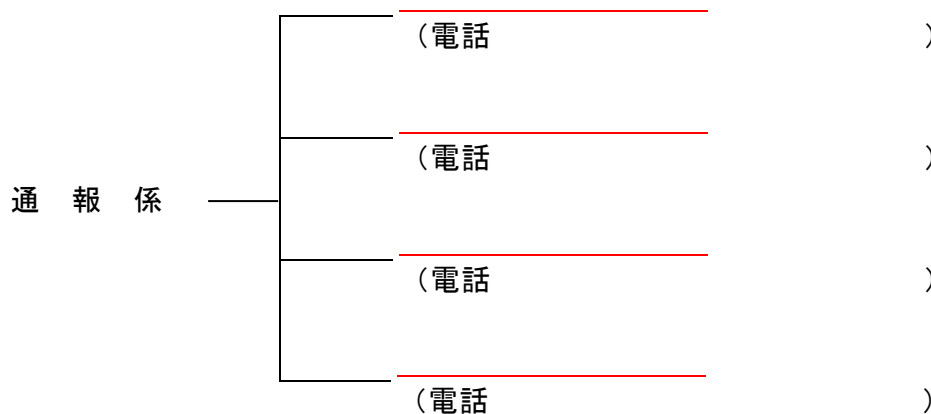 （電話　　　　　　　　　　　　　　）
（電話　　　　　　　　　　　　　　）
通　報　係
（電話　　　　　　　　　　　　　　）
（電話　　　　　　　　　　　　　　）